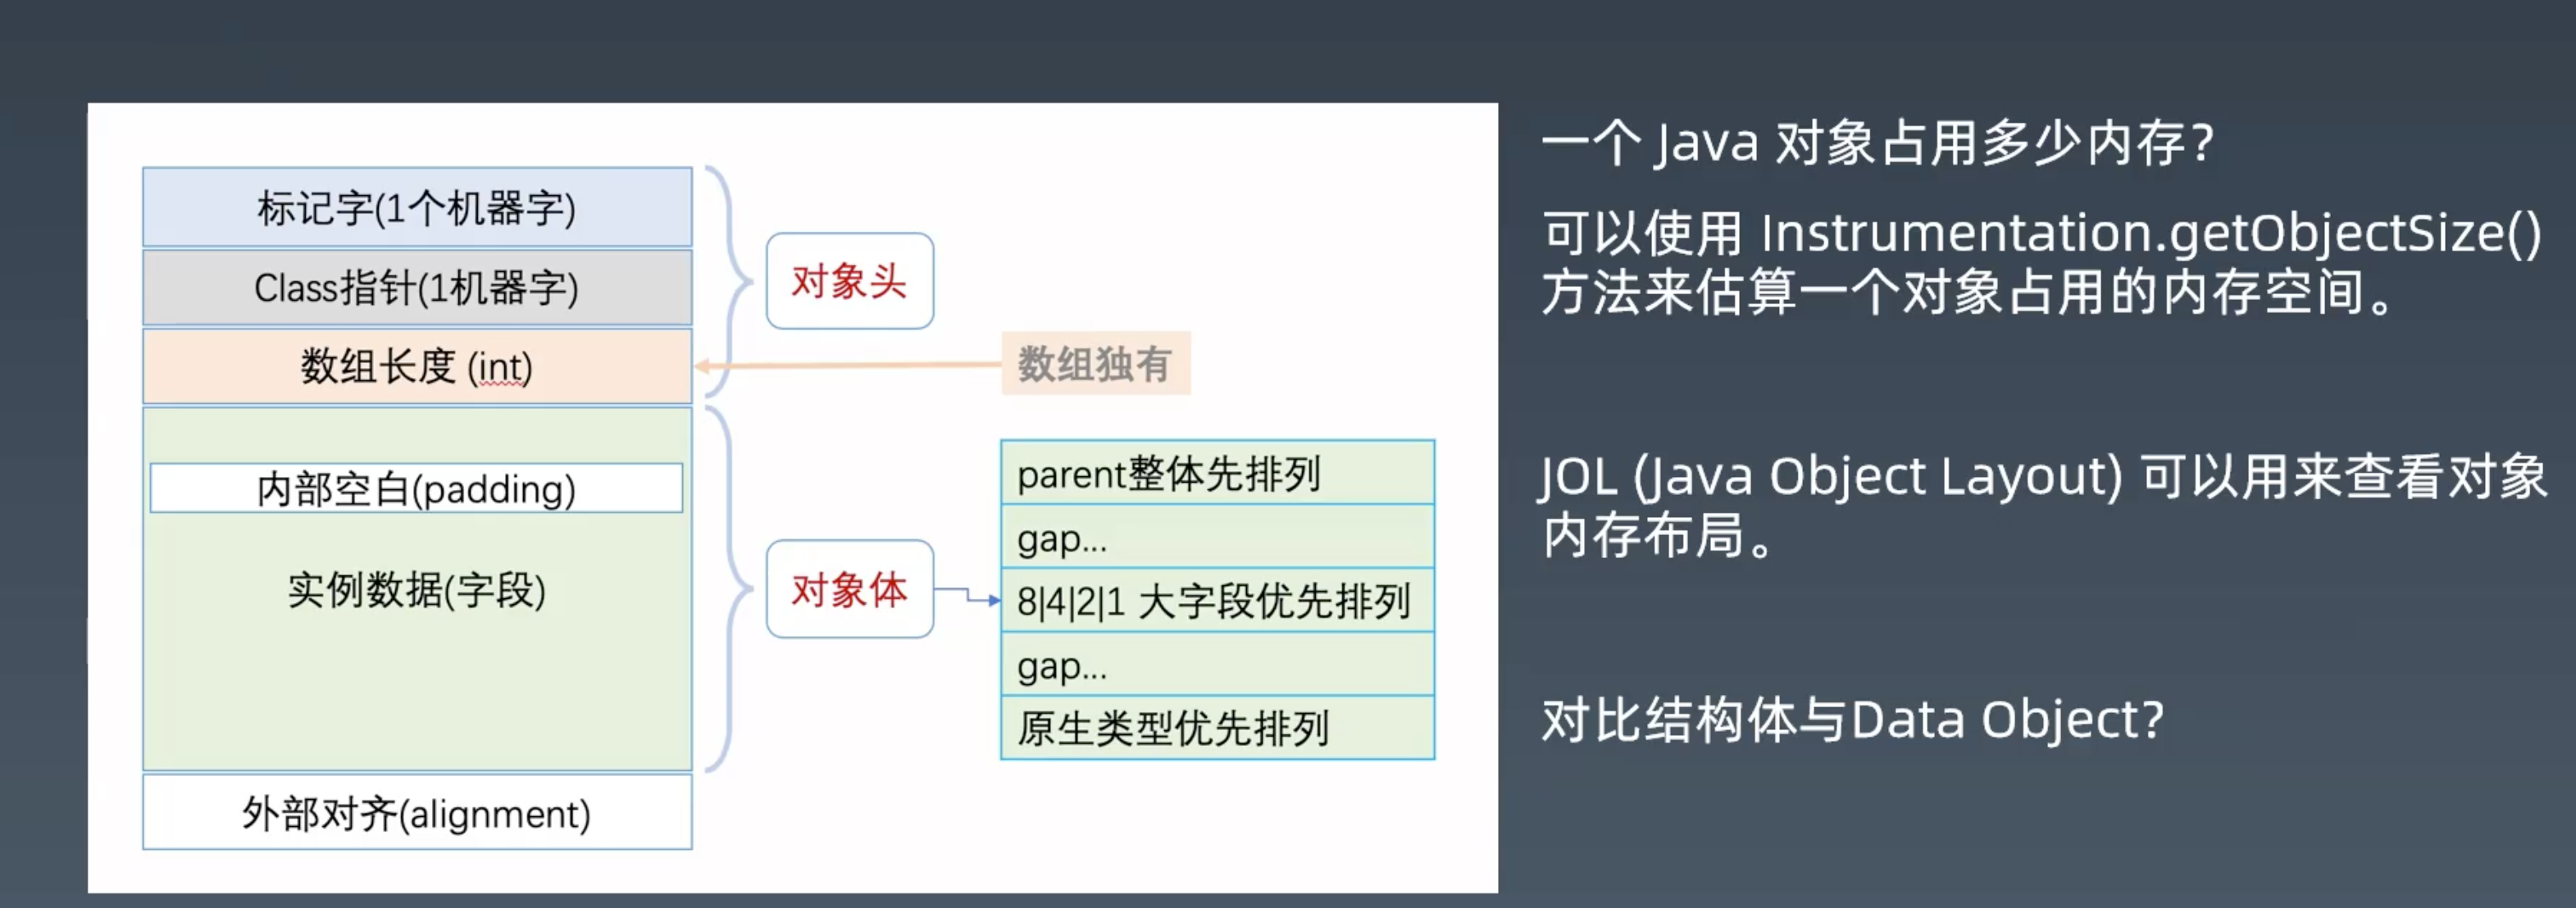 标记字(1个机器字)
Class指针(1机器字)
对象头
数组长度 (int)
数组独有
内部空白(padding)
实例数据(字段)
对象体
parent整体先排列
gap...
8|4|2|1 大字段优先排列
gap...
原生类型优先排列
外部对齐(alignment)
一个 Java 对象占用多少内存?
可以使用 Instrumentation.getObjectSize()
方法来估算一个对象占用的内存空间。
JOL (Java Object Layout) 可以用来查看对象
内存布局。
对比结构体与Data Object?